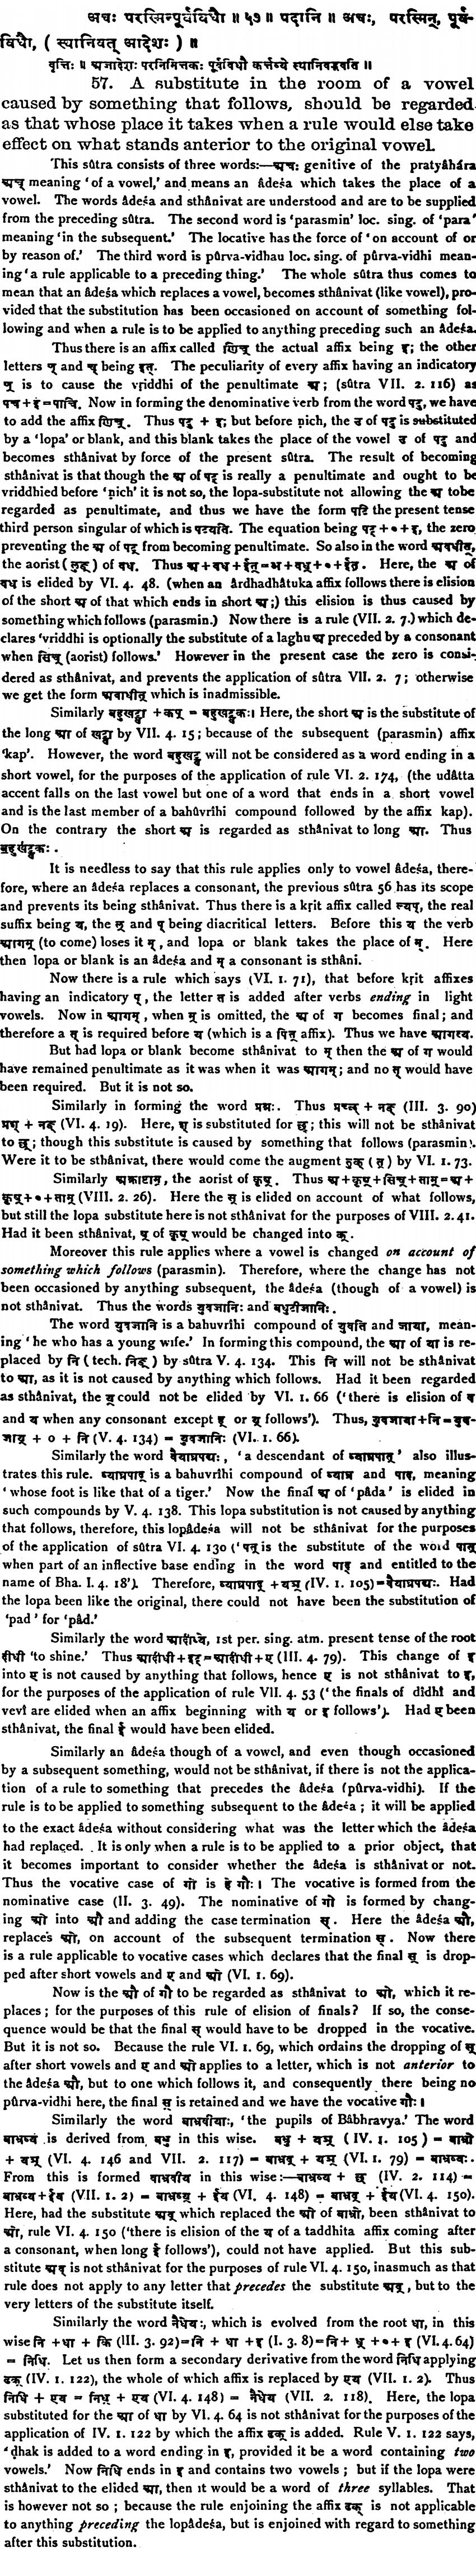 अचः परस्मिन्पूर्वविधौ ॥ ५७ ॥ पदानि ॥ अचः, परस्मिन्, पूर्व-
विधौ, ( स्थानिवत् आदेशः ) ॥
वृत्तिः ॥ अजादेशः परनिमित्तकः पूर्वविधौ कर्त्तव्ये स्थानिवद्भवति ॥
57. A substitute in the room of a vowel
caused by something that follows, should be regarded
as that whose place it takes when a rule would else take
effect on what stands anterior to the original vowel.
This sûtra consists of three words:—अचः genitive of the pratyâhára
अच् meaning 'of a vowel,' and means an âdeśa which takes the place of a
vowel. The words âdeśa and sthânivat are understood and are to be supplied
from the preceding sûtra. The second word is 'parasmin' loc. sing. of 'para'
meaning 'in the subsequent.' The locative has the force of 'on account of or
by reason of.' The third word is pûrva-vidhau loc. sing. of pûrva-vidhi mean-
ing 'a rule applicable to a preceding thing.' The whole sûtra thus comes to
mean that an âdeśa which replaces a vowel, becomes sthânivat (like vowel), pro-
vided that the substitution has been occasioned on account of something fol-
lowing and when a rule is to be applied to anything preceding such an âdeśa.
Thus there is an affix called णिच् the actual affix being इ; the other
letters ण् and च् being इत्. The peculiarity of every affix having an indicatory
ञ् is to cause the vriddhi of the penultimate अ; (sûtra VII. 2. 116) as
पच+इ=पाचि. Now in forming the denominative verb from the word पटु, we have
to add the affix णिच्. Thus पटु + इ; but before ṇich, the उ of पटु is substituted
by a 'lopa' or blank, and this blank takes the place of the vowel उ of पटु and
becomes sthânivat by force of the present sûtra. The result of becoming
sthânivat is that though the अ of पट् is really a penultimate and ought to be
vriddhied before 'ṇich' it is not so, the lopa-substitute not allowing the अ to be
regarded as penultimate, and thus we have the form पटि the present tense
third person singular of which is पटयति. The equation being पट्+०+इ, the zero
preventing the अ of पट् from becoming penultimate. So also in the word अवधीत्,
the aorist (लुङ्) of वध. Thus अ+वध+ईत्=अ+वध्+०+ईत्. Here, the अ of
वध is elided by VI. 4. 48. (when an ârdhadhâtuka affix follows there is elision
of the short अ of that which ends in short अ;) this elision is thus caused by
something which follows (parasmin.) Now there is a rule (VII. 2. 7.) which de-
clares 'vriddhi is optionally the substitute of a laghu अ preceded by a consonant
when सिच् (aorist) follows.' However in the present case the zero is consi-
dered as sthânivat, and prevents the application of sûtra VII. 2. 7; otherwise
we get the form अवाधीत् which is inadmissible.
Similarly बहुखट्वा + कप् = बहुखट्वकः। Here, the short अ is the substitute of
the long आ of खट्वा by VII. 4. 15; because of the subsequent (parasmin) affix
'kap'. However, the word बहुखट्व will not be considered as a word ending in a
short vowel, for the purposes of the application of rule VI. 2. 174, (the udâtta
accent falls on the last vowel but one of a word that ends in a short vowel
and is the last member of a bahûvrîhi compound followed by the affix kap).
On the contrary the short अ is regarded as sthânivat to long आ. Thus
बहुखट्वकः.
It is needless to say that this rule applies only to vowel âdeśa, there-
fore, where an âdeśa replaces a consonant, the previous sûtra 56 has its scope
and prevents its being sthânivat. Thus there is a kṛit affix called ल्यप्, the real
suffix being य, the ल् and प् being diacritical letters. Before this य the verb
आगम् (to come) loses it म्, and lopa or blank takes the place of म्. Here
then lopa or blank is an âdeśa and म् a consonant is sthâni.
Now there is a rule which says (VI. 1. 71), that before kṛit affixes
having an indicatory प्, the letter त is added after verbs ending in light
vowels. Now in आगम्, when म् is omitted, the अ of ग becomes final; and
therefore a त् is required before य (which is a पित् affix). Thus we have आगत्य.
But had lopa or blank become sthânivat to म् then the अ of ग would
have remained penultimate as it was when it was आगम्; and no त् would have
been required. But it is not so.
Similarly in forming the word प्रश्नः. Thus प्रच्छ् + नङ् (III. 3. 90)
प्रश् + नङ् (VI. 4. 19). Here, श् is substituted for छ्; this will not be sthânivat
to छ्; though this substitute is caused by something that follows (parasmin).
Were it to be sthânivat, there would come the augment तुक् (त्) by VI. 1. 73.
Similarly अक्राष्टाम्, the aorist of कृष्. Thus अ+कृष्+सिच्+ताम्=अ+
कृष्+०+ताम् (VIII. 2. 26). Here the स् is elided on account of what follows,
but still the lopa substitute here is not sthânivat for the purposes of VIII. 2. 41.
Had it been sthânivat, ष् of कृष् would be changed into क्.
Moreover this rule applies where a vowel is changed on account of
something which follows (parasmin). Therefore, where the change has not
been occasioned by anything subsequent, the âdeśa (though of a vowel) is
not sthânivat. Thus the words युवजानिः and वधूटीजानिः.
The word युवजानि is a bahuvrîhi compound of युवति and जाया, mean-
ing 'he who has a young wife.' In forming this compound, the आ of या is re-
placed by नि (tech. निङ्) by sûtra V. 4. 134. This नि will not be sthânivat
to आ, as it is not caused by anything which follows. Had it been regarded
as sthânivat, the य् could not be elided by VI. 1. 66 ('there is elision of व
and य when any consonant except ह् or य् follows'). Thus, युवजाया+नि=युव-
जाय् + o + नि (V. 4. 134) = युवजानिः (VI. 1. 66).
Similarly the word वैयाघ्रपद्यः, 'a descendant of व्याघ्रपाद्' also illus-
trates this rule. व्याघ्रपाद् is a bahuvrîhi compound of व्याघ्र and पाद, meaning
'whose foot is like that of a tiger.' Now the final अ of 'pâda' is elided in
such compounds by V. 4. 138. This lopa substitution is not caused by anything
that follows, therefore, this lopâdeśa will not be sthânivat for the purposes
of the application of sûtra VI. 4. 130 ('पद् is the substitute of the word पाद्
when part of an inflective base ending in the word पाद् and entitled to the
name of Bha. I. 4. 18'). Therefore, व्याघ्रपाद् + यञ् (IV. 1. 105)=वैयाघ्रपद्यः. Had
the lopa been like the original, there could not have been the substitution of
'pad' for 'pâd.'
Similarly the word आदीध्ये, 1st per. sing. atm. present tense of the root
दीधी 'to shine.' Thus आदीधी+इट्=आदीधी+ए (III. 4. 79). This change of इ
into ए is not caused by anything that follows, hence ए is not sthânivat to इ,
for the purposes of the application of rule VII. 4. 53 ('the finals of dîdhî and
vevî are elided when an affix beginning with य or इ follows'). Had ए been
sthânivat, the final ई would have been elided.
Similarly an âdeśa though of a vowel, and even though occasioned
by a subsequent something, would not be sthânivat, if there is not the applica-
tion of a rule to something that precedes the âdeśa (pûrva-vidhi). If the
rule is to be applied to something subsequent to the âdeśa; it will be applied
to the exact âdeśa without considering what was the letter which the âdeśa
had replaced. It is only when a rule is to be applied to a prior object, that
it becomes important to consider whether the âdeśa is sthânivat or not.
Thus the vocative case of गो is हे गौः। The vocative is formed from the
nominative case (II. 3. 49). The nominative of गो is formed by chang-
ing ओ into औ and adding the case termination स्. Here the âdeśa औ,
replaces ओ, on account of the subsequent termination स्. Now there
is a rule applicable to vocative cases which declares that the final स् is drop-
ped after short vowels and ए and ओ (VI. 1. 69).
Now is the औ of गौ to be regarded as sthânivat to ओ, which it re-
places; for the purposes of this rule of elision of finals? If so, the conse-
quence would be that the final स् would have to be dropped in the vocative.
But it is not so. Because the rule VI. 1. 69, which ordains the dropping of स्
after short vowels and ए and ओ applies to a letter, which is not anterior to
the âdeśa औ, but to one which follows it, and consequently there being no
pûrva-vidhi here, the final स् is retained and we have the vocative गौः।
Similarly the word बाभ्रवीयाः, 'the pupils of Bâbhravya.' The word
बाभ्रव्यं is derived from बभ्रु in this wise. बभ्रु + यञ् (IV. 1. 105) = बाभ्रो
+ यञ् (VI. 4. 146 and VII. 2. 117) = बाभ्रव् + यञ् (VI. 1. 79) = बाभ्रव्यः.
From this is formed बाभ्रवीय in this wise:—बाभ्रव्य + छ (IV. 2. 114) =
बाभ्रव्य+ईय (VII. 1. 2) = बाभ्रव्य् + ईय (VI. 4. 148) = बाभ्रव् + ईय (VI. 4. 150).
Here, had the substitute अव् which replaced the ओ of बाभ्रो, been sthânivat to
ओ, rule VI. 4. 150 ('there is elision of the य of a taddhita affix coming after
a consonant, when long ई follows'), could not have applied. But this sub-
stitute अव् is not sthânivat for the purposes of rule VI. 4. 150, inasmuch as that
rule does not apply to any letter that precedes the substitute अव्, but to the
very letters of the substitute itself.
Similarly the word नैधेयः, which is evolved from the root धा, in this
wise नि +धा + कि (III. 3. 92)=नि + धा +इ (I. 3. 8)=नि+ ध् +०+ इ (VI. 4. 64)
= निधि. Let us then form a secondary derivative from the word निधि applying
ढक् (IV. 1. 122), the whole of which affix is replaced by एय (VII. 1. 2). Thus
निधि + एय = निध् + एय (VI. 4. 148) = नैधेय (VII. 2. 118). Here, the lopa
substituted for the आ of धा by VI. 4. 64 is not sthânivat for the purposes of the
application of IV. 1. 122 by which the affix ढक् is added. Rule V. 1. 122 says,
'ḍhak is added to a word ending in इ, provided it be a word containing two
vowels.' Now निधि ends in इ and contains two vowels; but if the lopa were
sthânivat to the elided आ, then it would be a word of three syllables. That
is however not so; because the rule enjoining the affix ढक् is not applicable
to anything preceding the lopâdeśa, but is enjoined with regard to something
after this substitution.